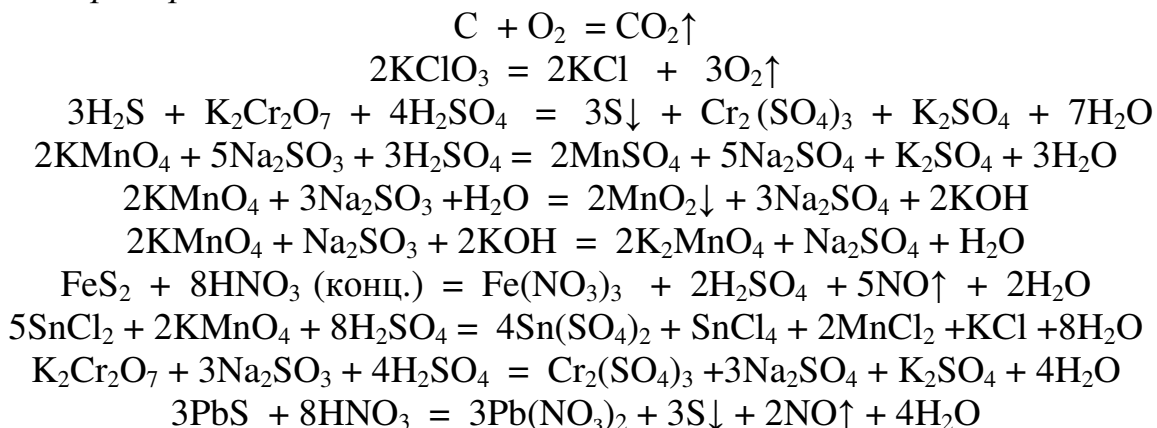 C + O₂ = CO₂↑
2KClO₃ = 2KCl + 3O₂↑
3H₂S + K₂Cr₂O₇ + 4H₂SO₄ = 3S↓ + Cr₂(SO₄)₃ + K₂SO₄ + 7H₂O
2KMnO₄ + 5Na₂SO₃ + 3H₂SO₄ = 2MnSO₄ + 5Na₂SO₄ + K₂SO₄ + 3H₂O
2KMnO₄ + 3Na₂SO₃ +H₂O = 2MnO₂↓ + 3Na₂SO₄ + 2KOH
2KMnO₄ + Na₂SO₃ + 2KOH = 2K₂MnO₄ + Na₂SO₄ + H₂O
FeS₂ + 8HNO₃ (конц.) = Fe(NO₃)₃ + 2H₂SO₄ + 5NO↑ + 2H₂O
5SnCl₂ + 2KMnO₄ + 8H₂SO₄ = 4Sn(SO₄)₂ + SnCl₄ + 2MnCl₂ +KCl +8H₂O
K₂Cr₂O₇ + 3Na₂SO₃ + 4H₂SO₄ = Cr₂(SO₄)₃ +3Na₂SO₄ + K₂SO₄ + 4H₂O
3PbS + 8HNO₃ = 3Pb(NO₃)₂ + 3S↓ + 2NO↑ + 4H₂O